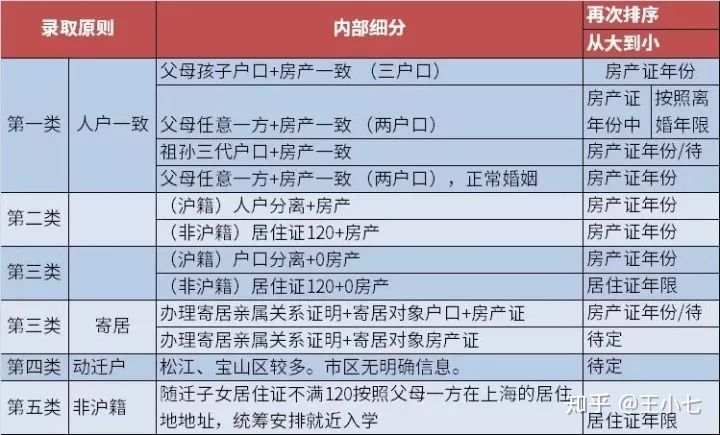 录取原则 内部细分 再次排序
从大到小
第一类 人户一致 父母孩子户口+房产一致 （三户口） 房产证年份
父母任意一方+房产一致 （两户口） 房产证年份中 按照离婚年限
祖孙三代户口+房产一致 房产证年份/待
父母任意一方+房产一致 （两户口），正常婚姻 房产证年份
第二类 （沪籍）人户分离+房产 房产证年份
（非沪籍）居住证120+房产 房产证年份
第三类 （沪籍）户口分离+0房产 房产证年份
（非沪籍）居住证120+0房产 居住证年限
第三类 寄居 办理寄居亲属关系证明+寄居对象户口+房产证 房产证年份/待
办理寄居亲属关系证明+寄居对象房产证 待定
第四类 动迁户 松江、宝山区较多。市区无明确信息。 待定
第五类 非沪籍 随迁子女居住证不满120按照父母一方在上海的居住
地地址，统筹安排就近入学 居住证年限
知乎 @王小七